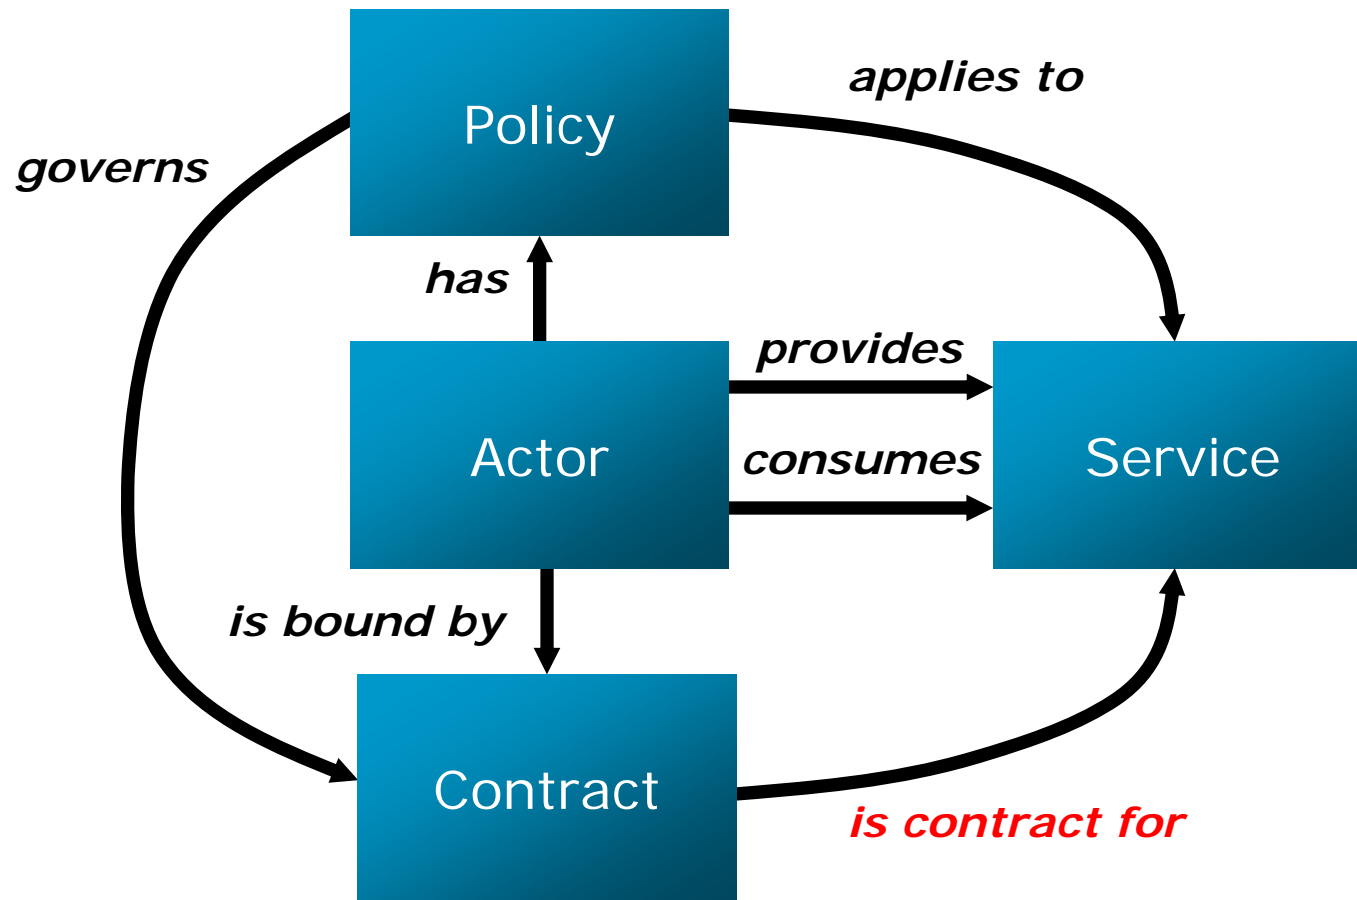 applies to
Policy
governs
has
provides
Actor
consumes
Service
is bound by
Contract
is contract for